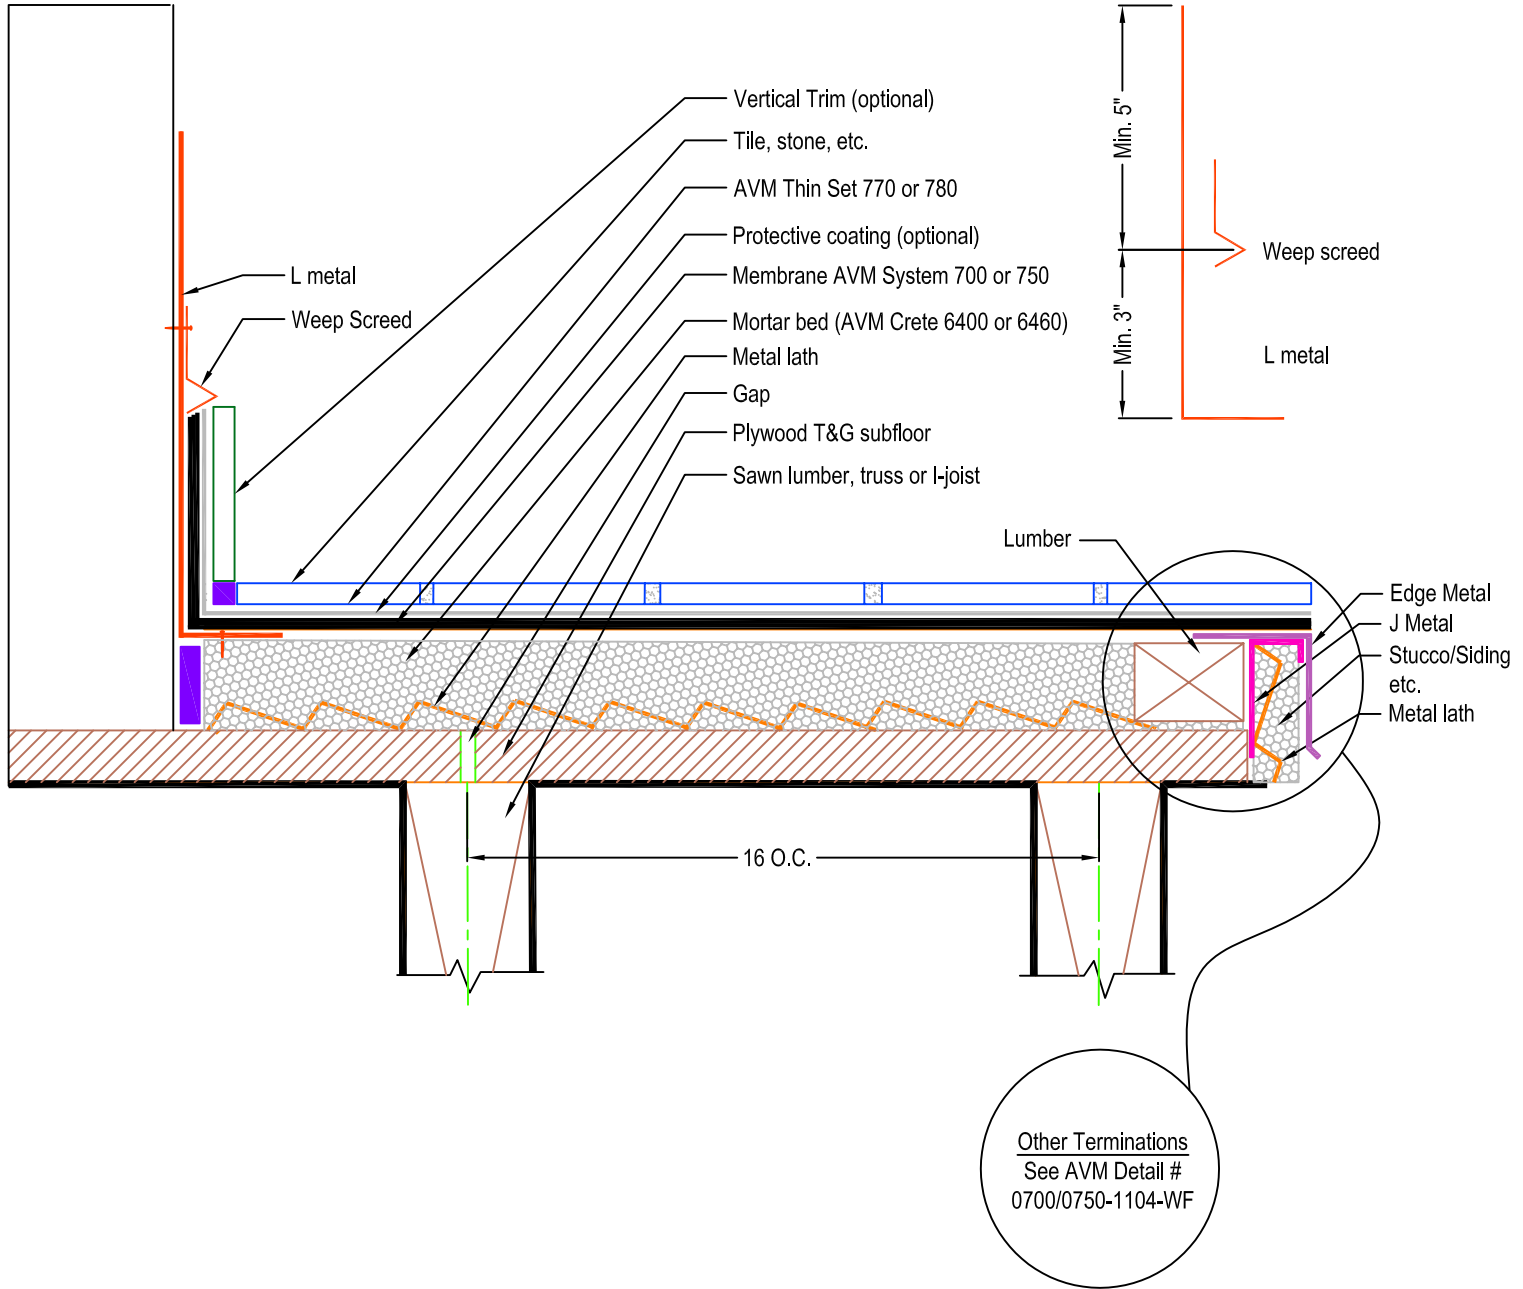 Vertical Trim (optional)
Tile, stone, etc.
AVM Thin Set 770 or 780
Protective coating (optional)
Membrane AVM System 700 or 750
Mortar bed (AVM Crete 6400 or 6460)
Metal lath
Gap
Plywood T&G subfloor
Sawn lumber, truss or I-joist
L metal
Weep Screed
Min. 5"
Min. 3"
Weep screed
L metal
Lumber
Edge Metal
J Metal
Stucco/Siding
etc.
Metal lath
16 O.C.
Other Terminations
See AVM Detail #
0700/0750-1104-WF